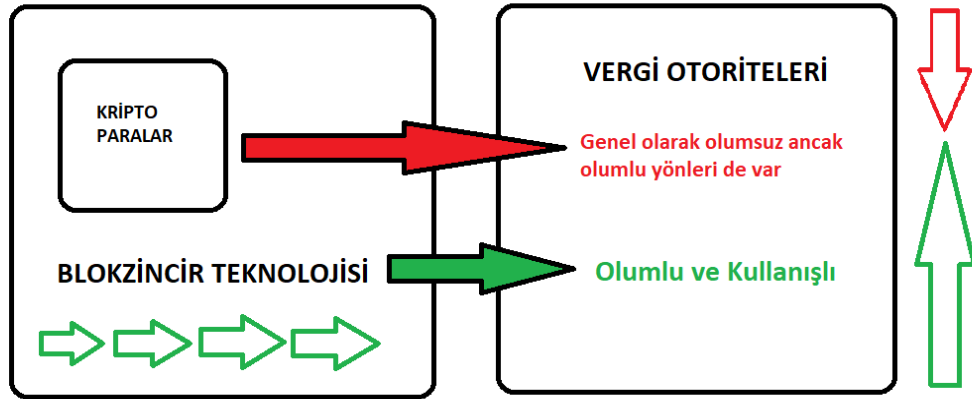 KRİPTO
PARALAR
BLOKZİNCİR TEKNOLOJİSİ
VERGİ OTORİTELERİ
Genel olarak olumsuz ancak
olumlu yönleri de var
Olumlu ve Kullanışlı